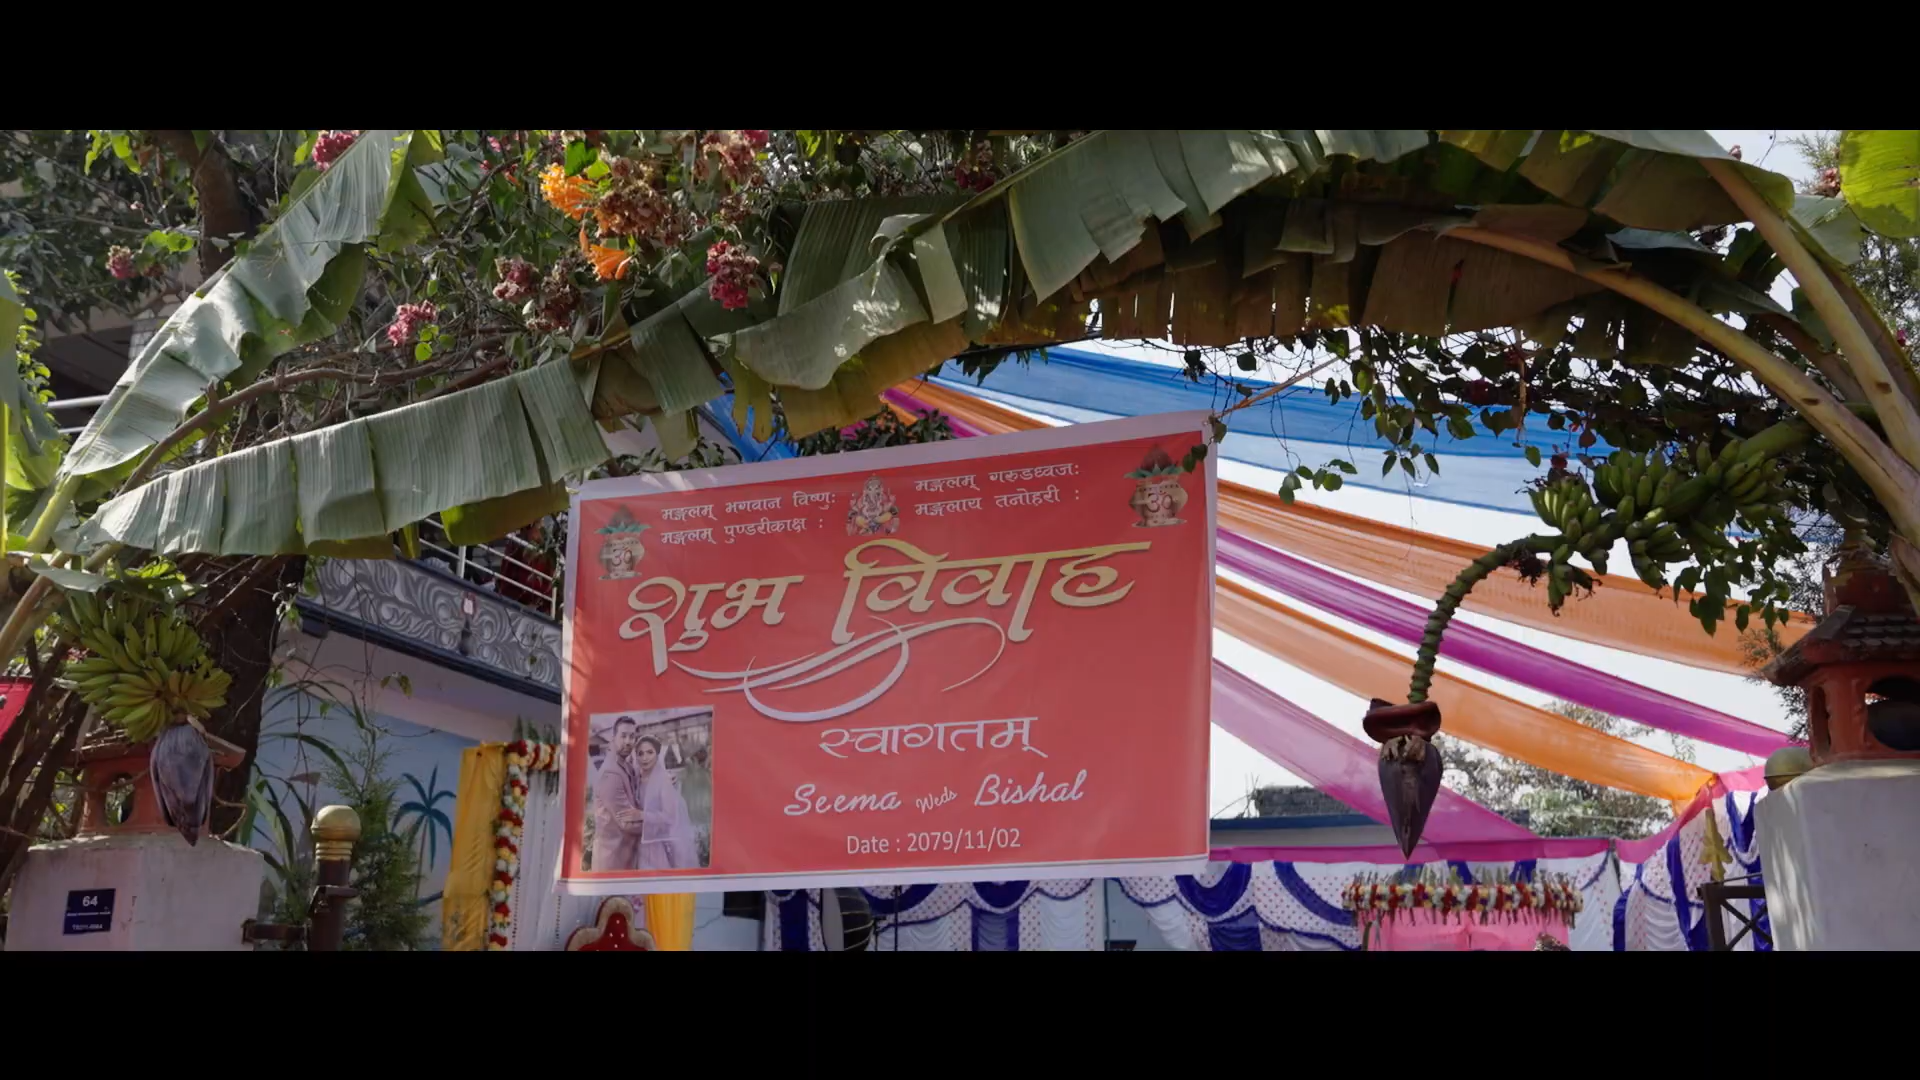 मङ्गलम् भगवान विष्णुः
मङ्गलम् पुण्डरीकाक्ष :
मङ्गलम् गरुडध्वजः
मङ्गलाय तनोहरी :
शुभ विवाह
स्वागतम्
Seema Weds Bishal
Date : 2079/11/02
64